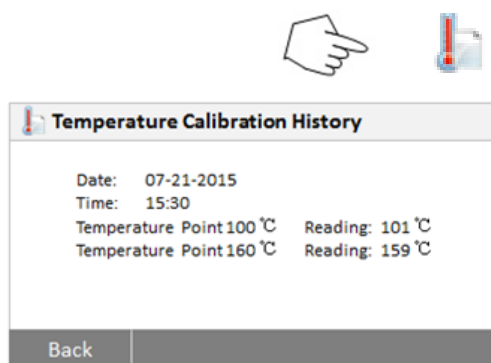 Temperature Calibration History
Date: 07-21-2015
Time: 15:30
Temperature Point 100 ℃ Reading: 101 ℃
Temperature Point 160 ℃ Reading: 159 ℃
Back